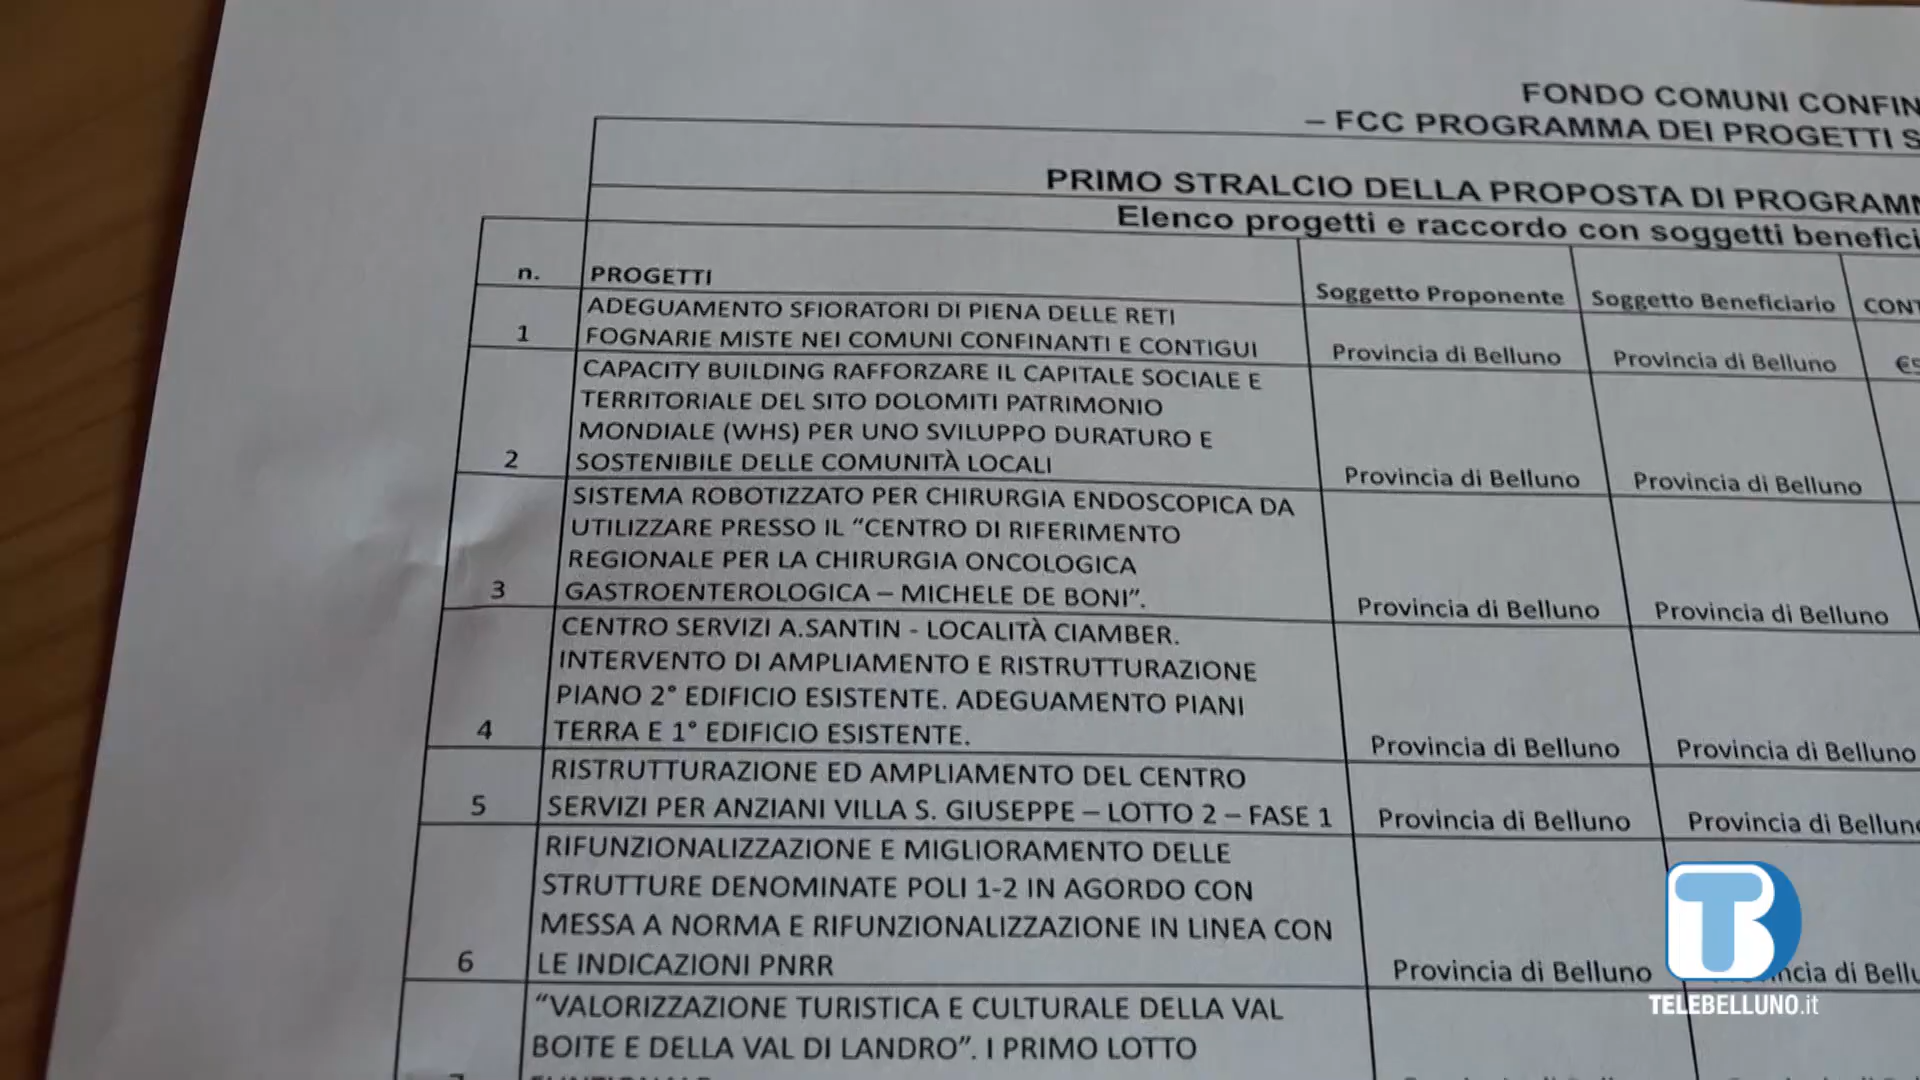 FONDO COMUNI
– FCC PROGRAMMA DEI PROGETTI
PRIMO STRALCIO DELLA PROPOSTA DI
Elenco progetti e raccordo con soggetti
n. PROGETTI Soggetto Proponente Soggetto Beneficiario
ADEGUAMENTO SFIORATORI DI PIENA DELLE RETI
1 FOGNARIE MISTE NEI COMUNI CONFINANTI E CONTIGUI Provincia di Belluno Provincia di Belluno
CAPACITY BUILDING RAFFORZARE IL CAPITALE SOCIALE E
TERRITORIALE DEL SITO DOLOMITI PATRIMONIO
MONDIALE (WHS) PER UNO SVILUPPO DURATURO E
2 SOSTENIBILE DELLE COMUNITÀ LOCALI Provincia di Belluno Provincia di Belluno
SISTEMA ROBOTIZZATO PER CHIRURGIA ENDOSCOPICA DA
UTILIZZARE PRESSO IL “CENTRO DI RIFERIMENTO
REGIONALE PER LA CHIRURGIA ONCOLOGICA
3 GASTROENTEROLOGICA – MICHELE DE BONI”. Provincia di Belluno Provincia di Belluno
CENTRO SERVIZI A.SANTIN - LOCALITÀ CIAMBER.
INTERVENTO DI AMPLIAMENTO E RISTRUTTURAZIONE
PIANO 2° EDIFICIO ESISTENTE. ADEGUAMENTO PIANI
4 TERRA E 1° EDIFICIO ESISTENTE. Provincia di Belluno Provincia di Belluno
RISTRUTTURAZIONE ED AMPLIAMENTO DEL CENTRO
5 SERVIZI PER ANZIANI VILLA S. GIUSEPPE – LOTTO 2 – FASE 1 Provincia di Belluno Provincia di
RIFUNZIONALIZZAZIONE E MIGLIORAMENTO DELLE
STRUTTURE DENOMINATE POLI 1-2 IN AGORDO CON
MESSA A NORMA E RIFUNZIONALIZZAZIONE IN LINEA CON
6 LE INDICAZIONI PNRR Provincia di Belluno di
“VALORIZZAZIONE TURISTICA E CULTURALE DELLA VAL
BOITE E DELLA VAL DI LANDRO”. I PRIMO LOTTO
TB
TELEBELLUNO.it